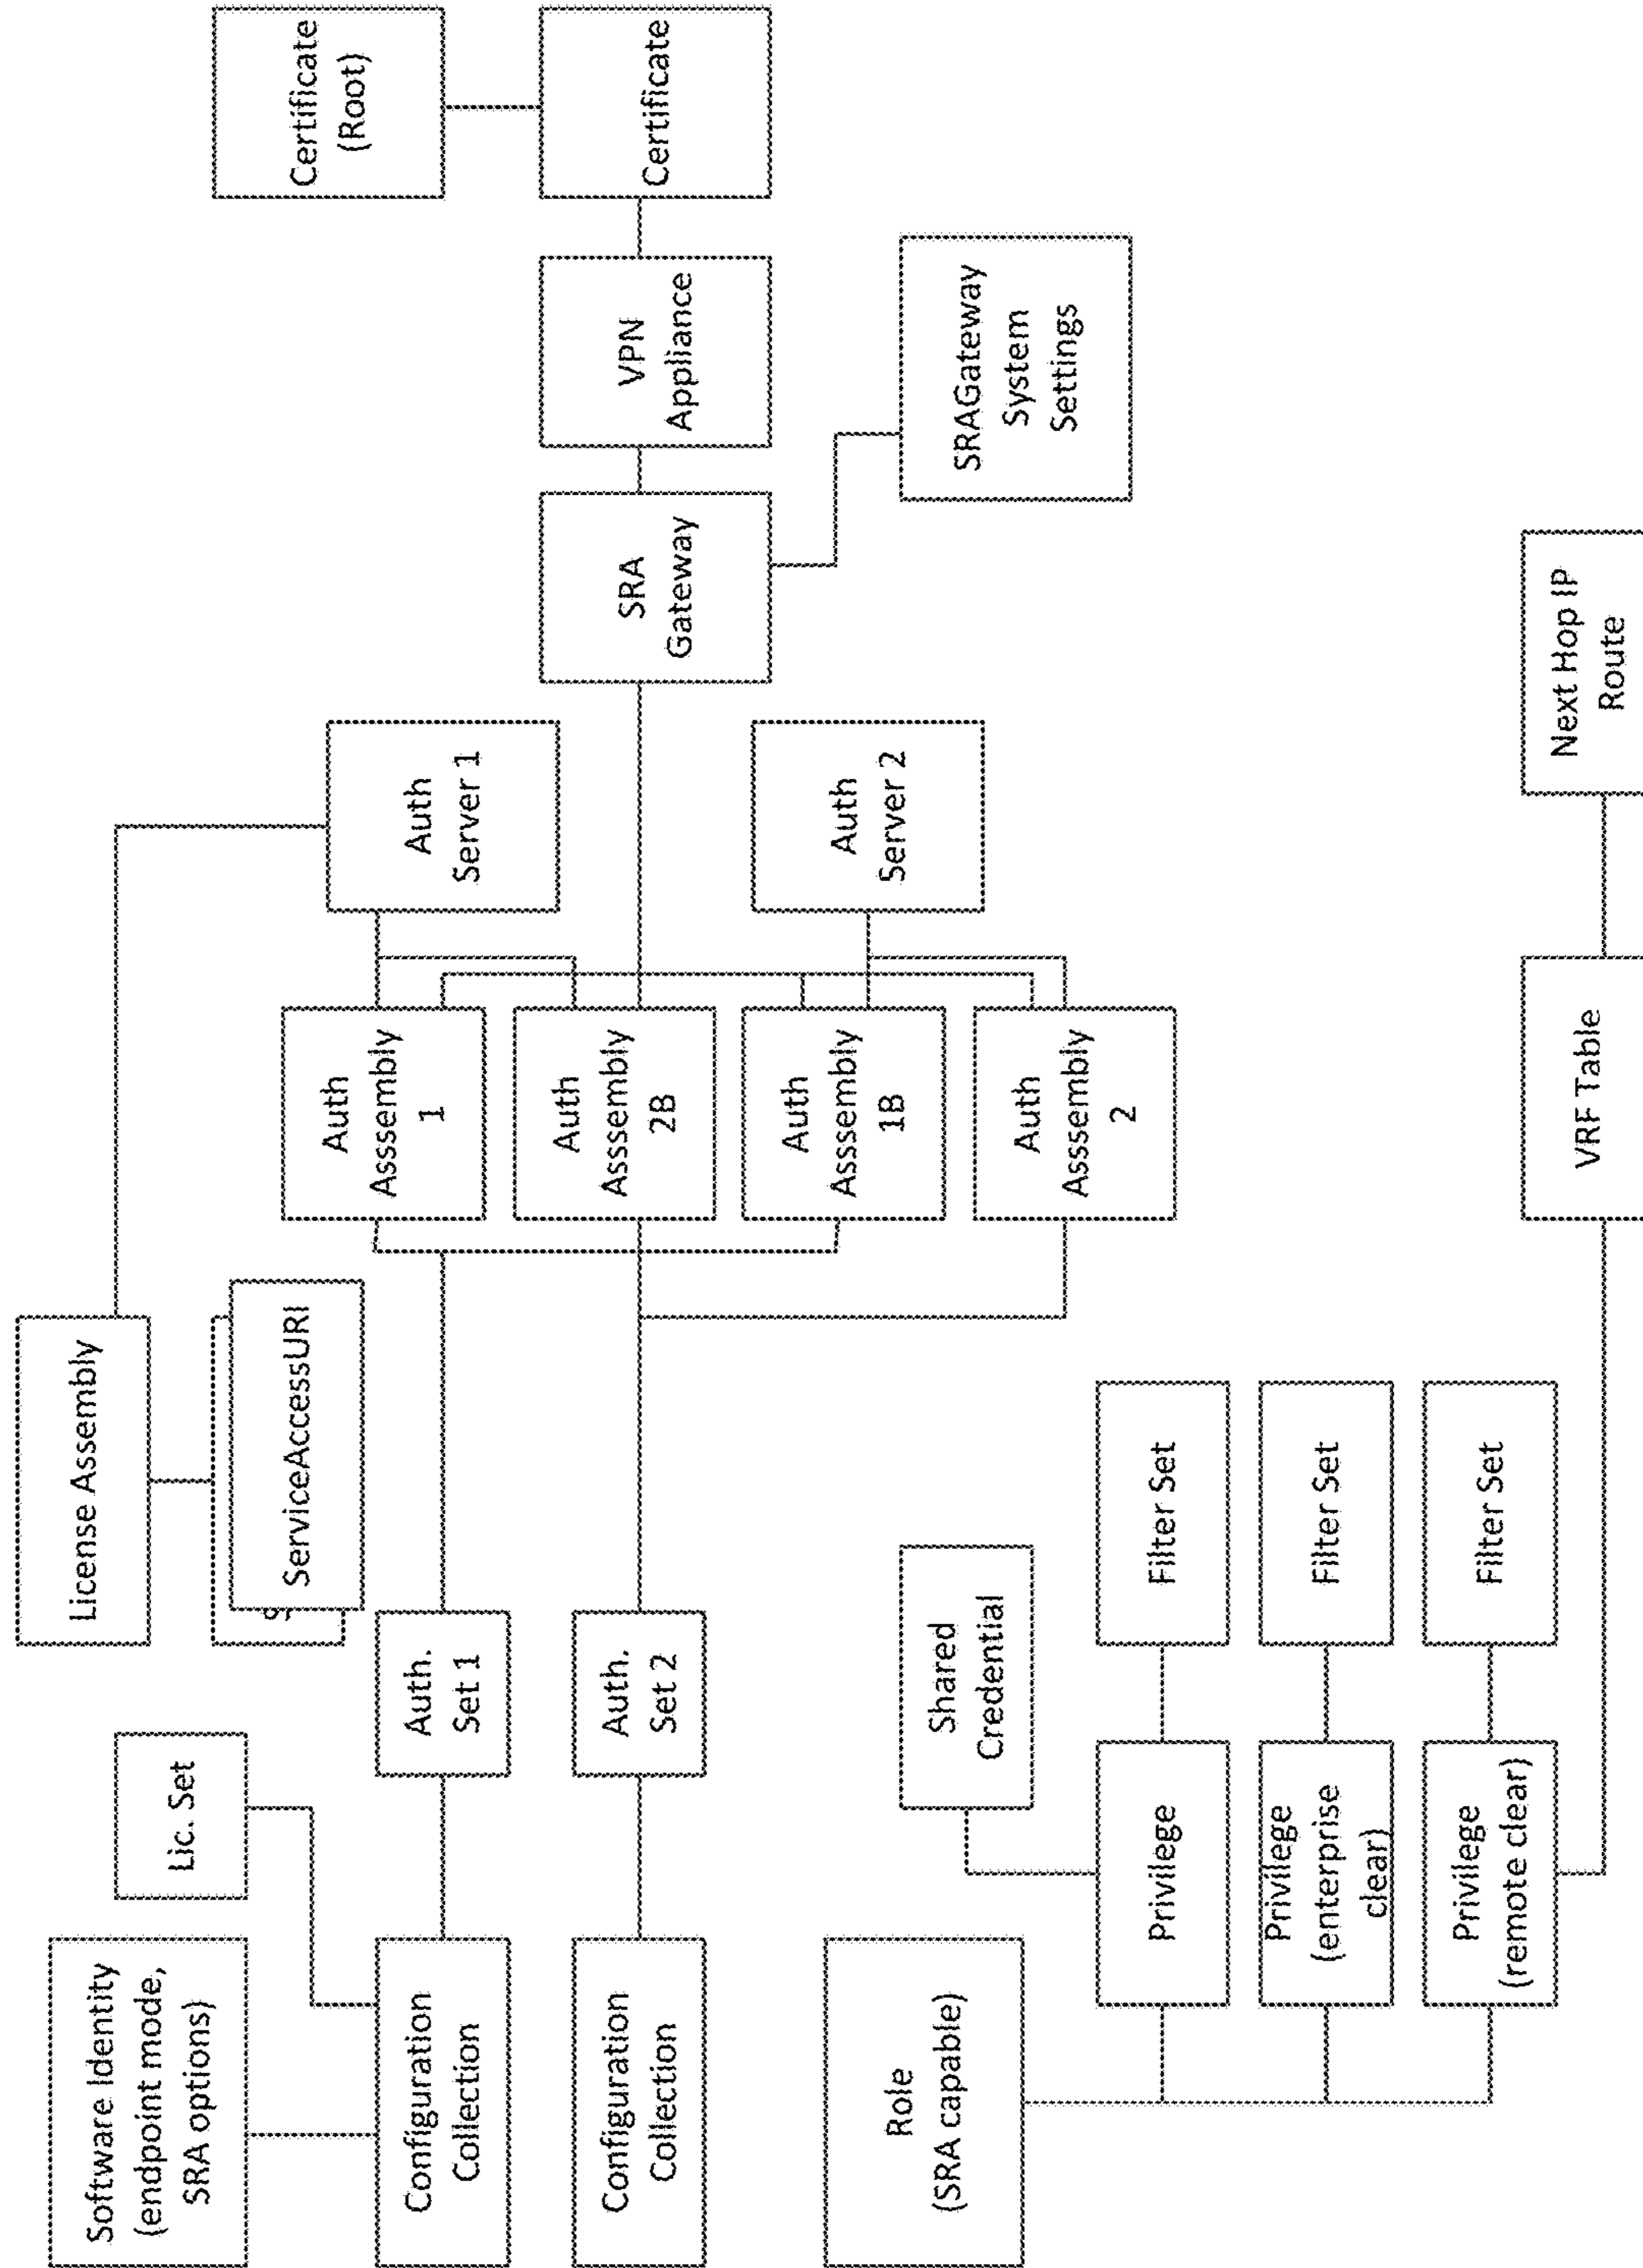 Software Identity
(endpoint mode,
SRA options)
Lic. Set
License Assembly
ServiceAccessURI
Configuration
Collection
Auth.
Set 1
Configuration
Collection
Auth.
Set 2
Auth
Asssembly
1
Auth
Asssembly
2B
Auth
Asssembly
1B
Auth
Asssembly
2
Auth
Server 1
Auth
Server 2
SRA
Gateway
VPN
Appliance
Certificate
(Root)
Certificate
SRAGateway
System
Settings
Role
(SRA capable)
Shared
Credential
Privilege
Filter Set
Privilege
(enterprise
clear)
Filter Set
Privilege
(remote clear)
Filter Set
VRF Table
Next Hop IP
Route